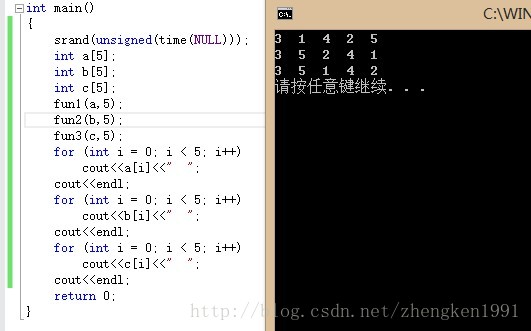 int main()
{
    srand(unsigned(time(NULL)));
    int a[5];
    int b[5];
    int c[5];
    fun1(a,5);
    fun2(b,5);
    fun3(c,5);
    for (int i = 0; i < 5; i++)
        cout<<a[i]<<"  ";
    cout<<endl;
    for (int i = 0; i < 5; i++)
        cout<<b[i]<<"  ";
    cout<<endl;
    for (int i = 0; i < 5; i++)
        cout<<c[i]<<"  ";
    cout<<endl;
    return 0;
}
C:\WIN
3  1  4  2  5
3  5  2  4  1
3  5  1  4  2
请按任意键继续. . .
http://blog.csdn.net/zhengken1991